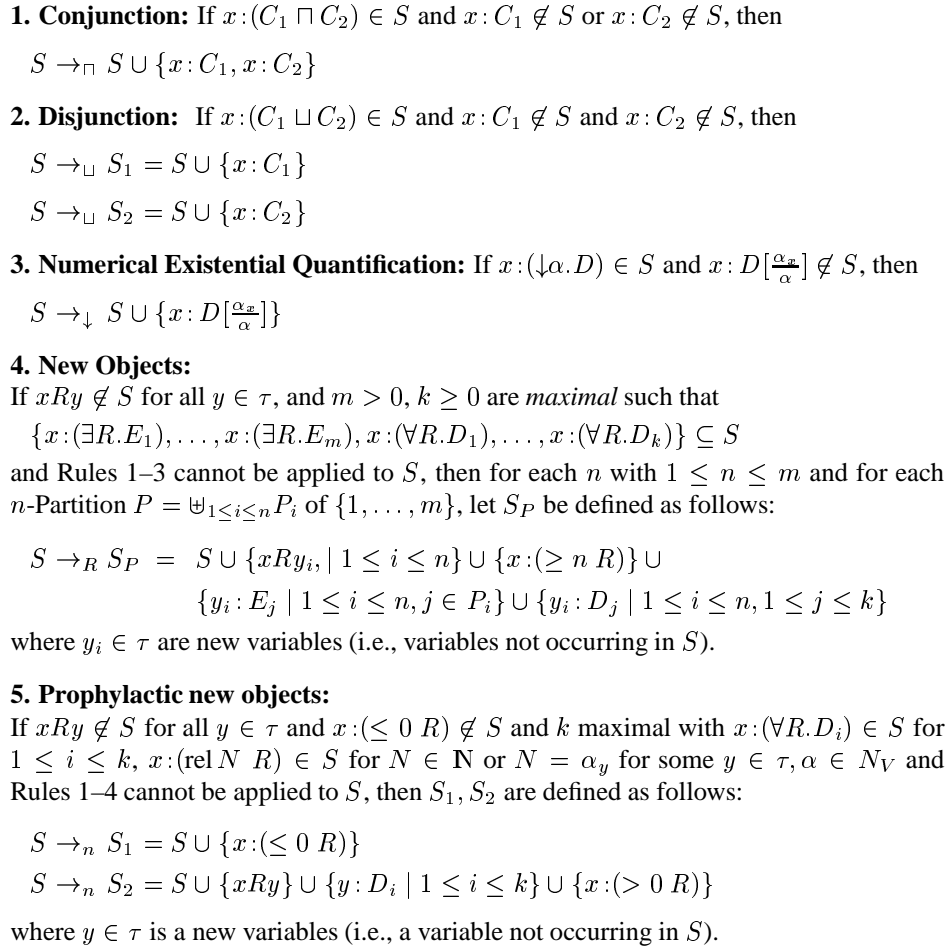 1. Conjunction: If x:(C₁ ⊓ C₂) ∈ S and x:C₁ ∉ S or x:C₂ ∉ S, then
S →⊓ S ∪ {x:C₁, x:C₂}
2. Disjunction: If x:(C₁ ⊔ C₂) ∈ S and x:C₁ ∉ S and x:C₂ ∉ S, then
S →⊔ S₁ = S ∪ {x:C₁}
S →⊔ S₂ = S ∪ {x:C₂}
3. Numerical Existential Quantification: If x:(↓α.D) ∈ S and x:D[αₓ/α] ∉ S, then
S →↓ S ∪ {x:D[αₓ/α]}
4. New Objects:
If xRy ∉ S for all y ∈ τ, and m > 0, k ≥ 0 are maximal such that
{x:(∃R.E₁), …, x:(∃R.Eₘ), x:(∀R.D₁), …, x:(∀R.Dₖ)} ⊆ S
and Rules 1–3 cannot be applied to S, then for each n with 1 ≤ n ≤ m and for each
n-Partition P = ⊎₁≤ᵢ≤ₙPᵢ of {1, …, m}, let S_P be defined as follows:
S →_R S_P = S ∪ {xRyᵢ, | 1 ≤ i ≤ n} ∪ {x:(≥ n R)} ∪
{yᵢ:Eⱼ | 1 ≤ i ≤ n, j ∈ Pᵢ} ∪ {yᵢ:Dⱼ | 1 ≤ i ≤ n, 1 ≤ j ≤ k}
where yᵢ ∈ τ are new variables (i.e., variables not occurring in S).
5. Prophylactic new objects:
If xRy ∉ S for all y ∈ τ and x:(≤ 0 R) ∉ S and k maximal with x:(∀R.Dᵢ) ∈ S for
1 ≤ i ≤ k, x:(rel N R) ∈ S for N ∈ ℕ or N = α_y for some y ∈ τ, α ∈ N_V and
Rules 1–4 cannot be applied to S, then S₁, S₂ are defined as follows:
S →ₙ S₁ = S ∪ {x:(≤ 0 R)}
S →ₙ S₂ = S ∪ {xRy} ∪ {y:Dᵢ | 1 ≤ i ≤ k} ∪ {x:(> 0 R)}
where y ∈ τ is a new variables (i.e., a variable not occurring in S).